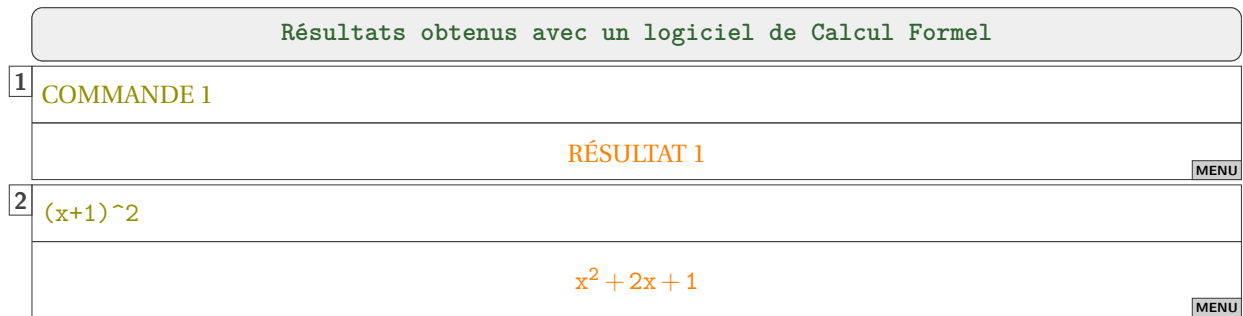 Résultats obtenus avec un logiciel de Calcul Formel
1
COMMANDE 1
RÉSULTAT 1
MENU
2
(x+1)^2
x² + 2x + 1
MENU